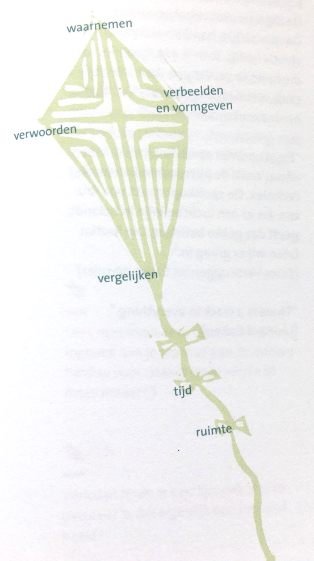 waarnemen
verbeelden
en vormgeven
verwoorden
vergelijken
tijd
ruimte